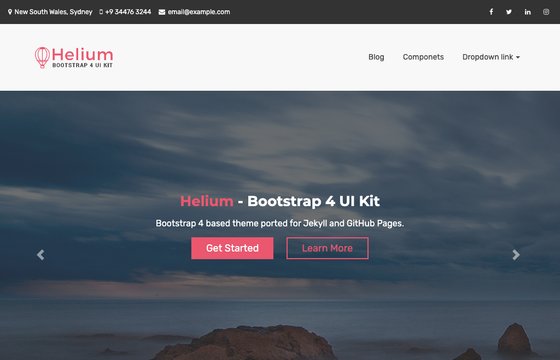 New South Wales, Sydney +9 34476 3244 email@example.com
Helium
BOOTSTRAP 4 UI KIT
Blog Componets Dropdown link
Helium - Bootstrap 4 UI Kit
Bootstrap 4 based theme ported for Jekyll and GitHub Pages.
Get Started Learn More